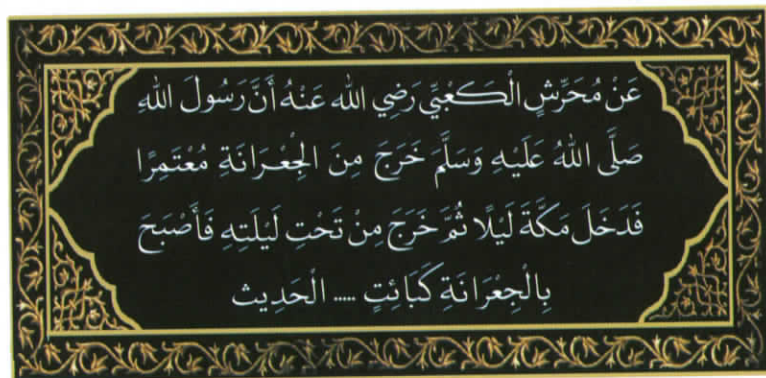 عَنْ مُحَرِّشٍ الْكَعْبِيِّ رَضِي الله عَنْهُ أَنَّ رَسُولَ اللهِ
صَلَّى اللهُ عَلَيْهِ وَسَلَّمَ خَرَجَ مِنَ الْجِعْرَانَةِ مُعْتَمِرًا
فَدَخَلَ مَكَّةَ لَيْلًا ثُمَّ خَرَجَ مِنْ تَحْتِ لَيْلَتِهِ فَأَصْبَحَ
بِالْجِعْرَانَةِ كَبَائِتٍ ..... الْحَدِيث